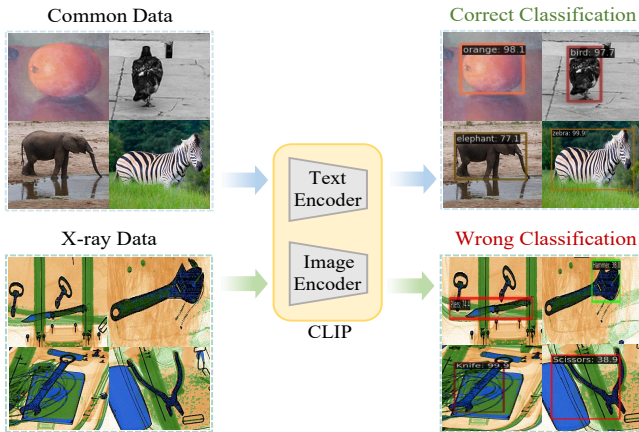 Common Data
Correct Classification
orange: 98.1
bird: 97.7
elephant: 77.1
zebra: 99.9
Text
Encoder
X-ray Data
Wrong Classification
Image
Encoder
CLIP
Knife: 99.9
Scissors: 38.9